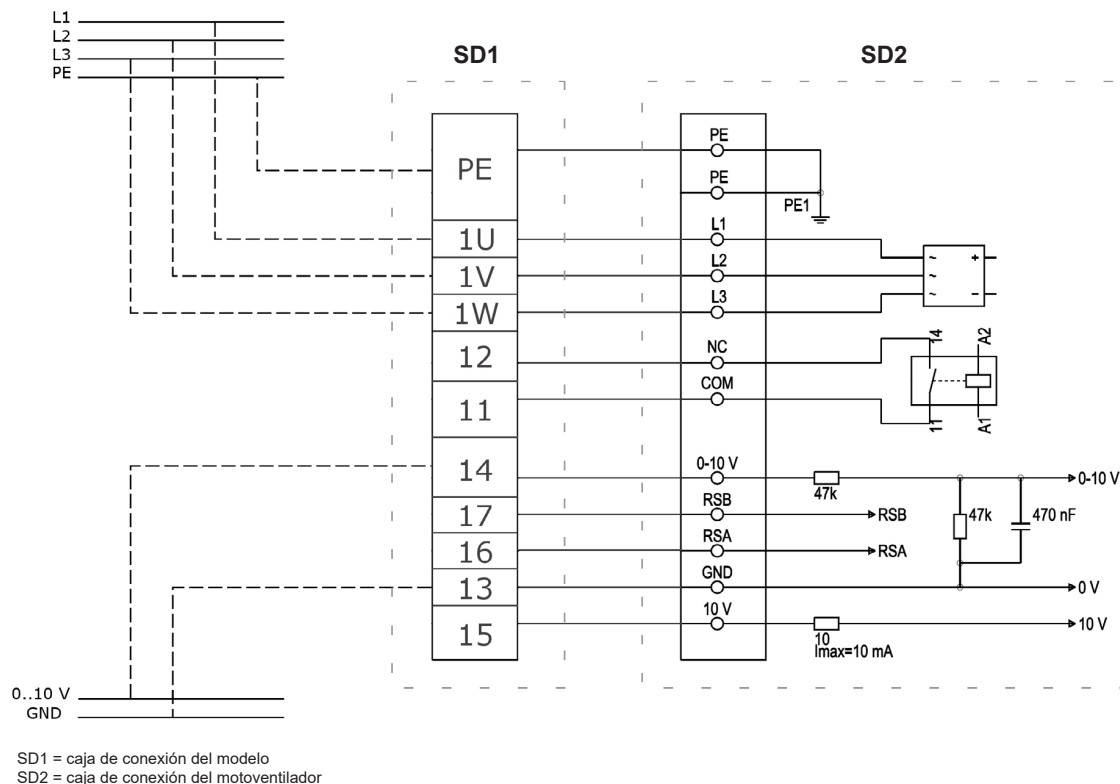 L1
L2
L3
PE
SD1
SD2
PE
1U
1V
1W
12
11
14
17
16
13
15
PE
PE
PE1
L1
L2
L3
NC
COM
0-10 V
RSB
RSA
GND
10 V
~ +
~
~ −
14 A2
11 A1
47k
0-10 V
RSB
RSA
47k
470 nF
0 V
10
Imax=10 mA
10 V
0..10 V
GND
SD1 = caja de conexión del modelo
SD2 = caja de conexión del motoventilador